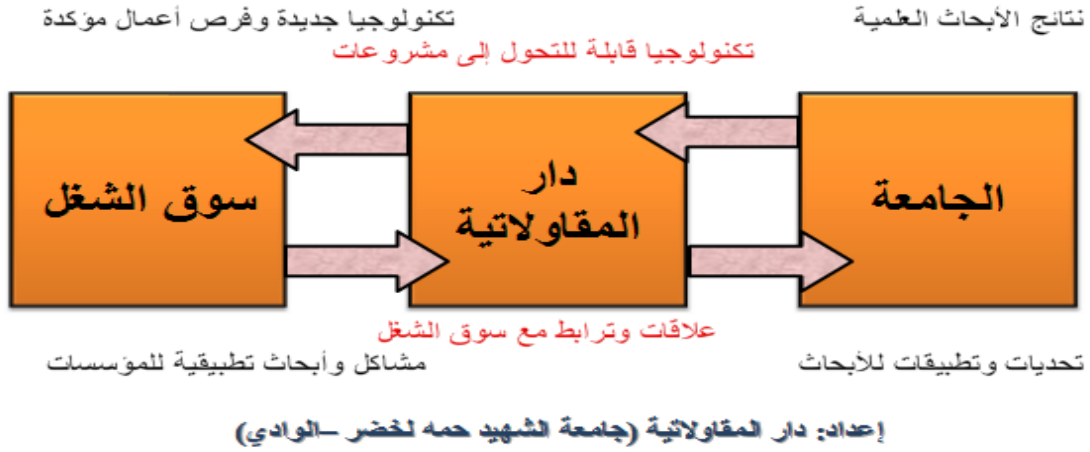 نتائج الأبحاث العلمية
تكنولوجيا جديدة وفرص أعمال مؤكدة
تكنولوجيا قابلة للتحول إلى مشروعات
الجامعة
دار
المقاولاتية
سوق الشغل
علاقات وترابط مع سوق الشغل
تحديات وتطبيقات للأبحاث
مشاكل وأبحاث تطبيقية للمؤسسات
إعداد: دار المقاولاتية (جامعة الشهيد حمه لخضر –الوادي)